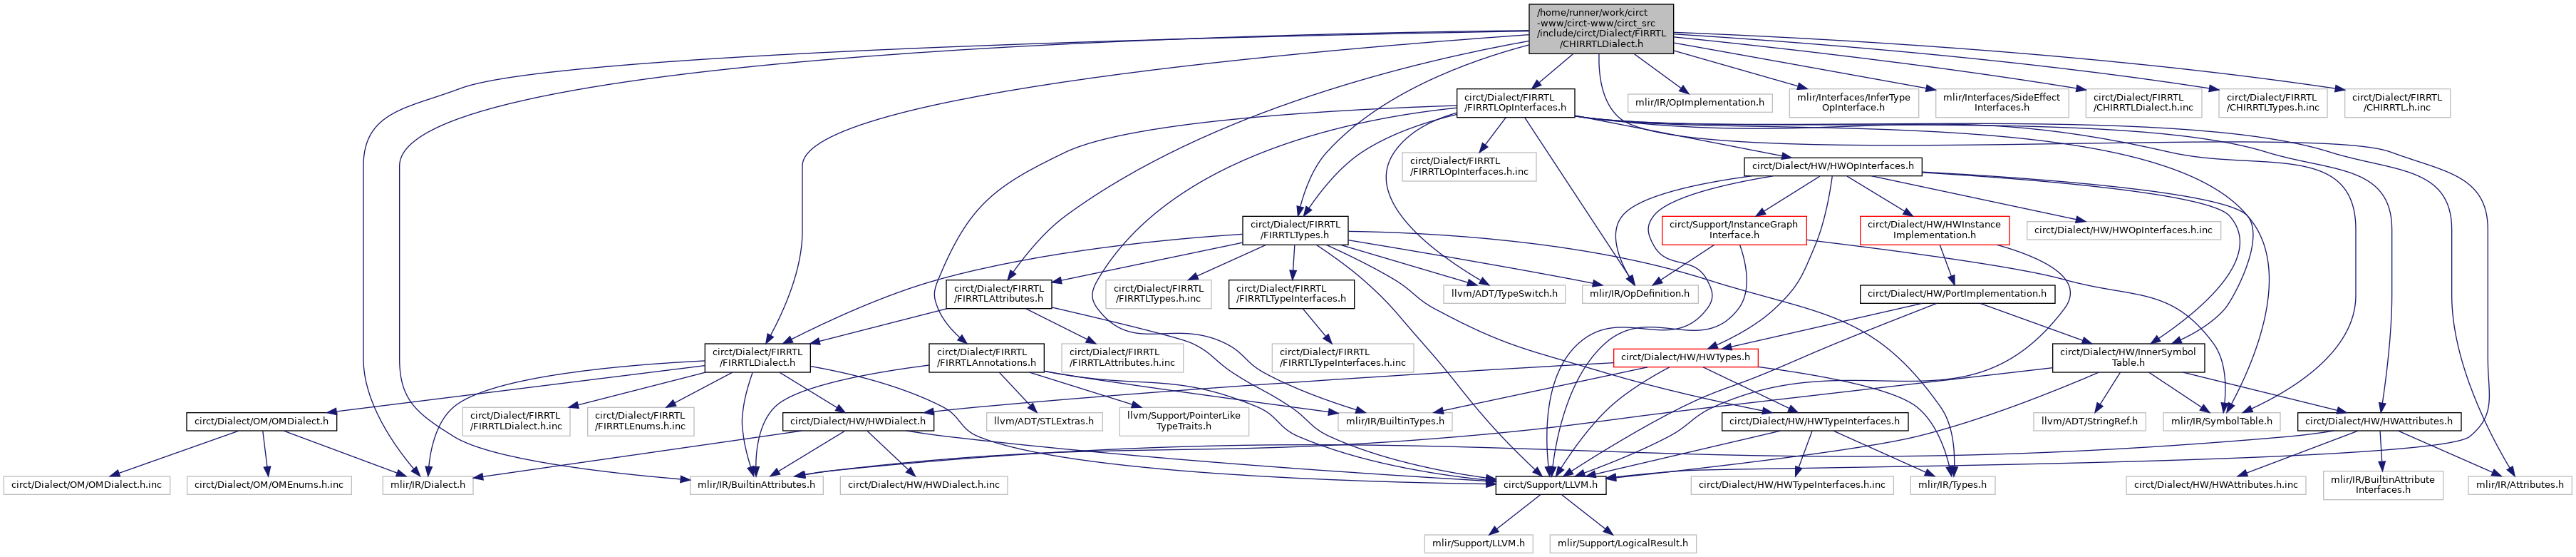 /home/runner/work/circt
-www/circt-www/circt_src
/include/circt/Dialect/FIRRTL
/CHIRRTLDialect.h
circt/Dialect/FIRRTL
/FIRRTLOpInterfaces.h
mlir/IR/OpImplementation.h
mlir/Interfaces/InferType
OpInterface.h
mlir/Interfaces/SideEffect
Interfaces.h
circt/Dialect/FIRRTL
/CHIRRTLDialect.h.inc
circt/Dialect/FIRRTL
/CHIRRTLTypes.h.inc
circt/Dialect/FIRRTL
/CHIRRTL.h.inc
circt/Dialect/FIRRTL
/FIRRTLOpInterfaces.h.inc
circt/Dialect/HW/HWOpInterfaces.h
circt/Dialect/FIRRTL
/FIRRTLTypes.h
circt/Support/InstanceGraph
Interface.h
circt/Dialect/HW/HWInstance
Implementation.h
circt/Dialect/HW/HWOpInterfaces.h.inc
circt/Dialect/FIRRTL
/FIRRTLAttributes.h
circt/Dialect/FIRRTL
/FIRRTLTypes.h.inc
circt/Dialect/FIRRTL
/FIRRTLTypeInterfaces.h
llvm/ADT/TypeSwitch.h
mlir/IR/OpDefinition.h
circt/Dialect/HW/PortImplementation.h
circt/Dialect/FIRRTL
/FIRRTLDialect.h
circt/Dialect/FIRRTL
/FIRRTLAnnotations.h
circt/Dialect/FIRRTL
/FIRRTLAttributes.h.inc
circt/Dialect/FIRRTL
/FIRRTLTypeInterfaces.h.inc
circt/Dialect/HW/HWTypes.h
circt/Dialect/HW/InnerSymbol
Table.h
circt/Dialect/OM/OMDialect.h
circt/Dialect/FIRRTL
/FIRRTLDialect.h.inc
circt/Dialect/FIRRTL
/FIRRTLEnums.h.inc
circt/Dialect/HW/HWDialect.h
llvm/ADT/STLExtras.h
llvm/Support/PointerLike
TypeTraits.h
mlir/IR/BuiltinTypes.h
circt/Dialect/HW/HWTypeInterfaces.h
llvm/ADT/StringRef.h
mlir/IR/SymbolTable.h
circt/Dialect/HW/HWAttributes.h
circt/Dialect/OM/OMDialect.h.inc
circt/Dialect/OM/OMEnums.h.inc
mlir/IR/Dialect.h
mlir/IR/BuiltinAttributes.h
circt/Dialect/HW/HWDialect.h.inc
circt/Support/LLVM.h
circt/Dialect/HW/HWTypeInterfaces.h.inc
mlir/IR/Types.h
circt/Dialect/HW/HWAttributes.h.inc
mlir/IR/BuiltinAttribute
Interfaces.h
mlir/IR/Attributes.h
mlir/Support/LLVM.h
mlir/Support/LogicalResult.h